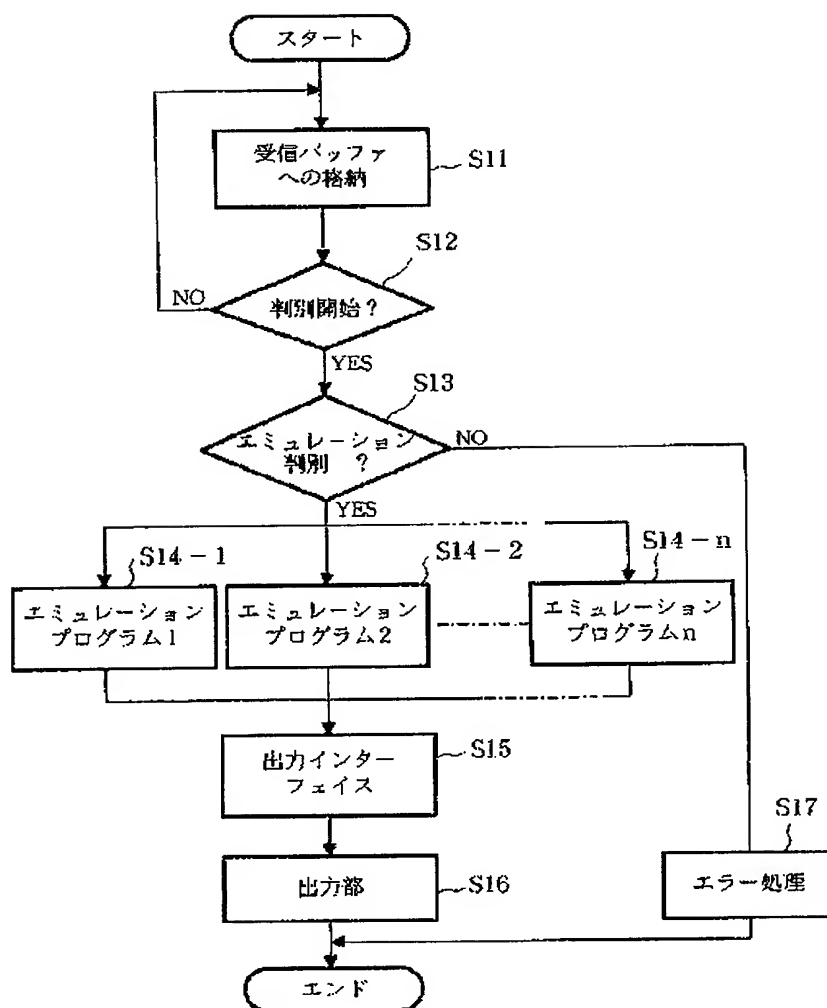 スタート
受信バッファ
への格納
S11
S12
判別開始？
NO
YES
S13
エミュレーション
判別　？
NO
YES
S14-1
S14-2
S14-n
エミュレーション
プログラム1
エミュレーション
プログラム2
エミュレーション
プログラムn
出力インター
フェイス
S15
出力部
S16
S17
エラー処理
エンド